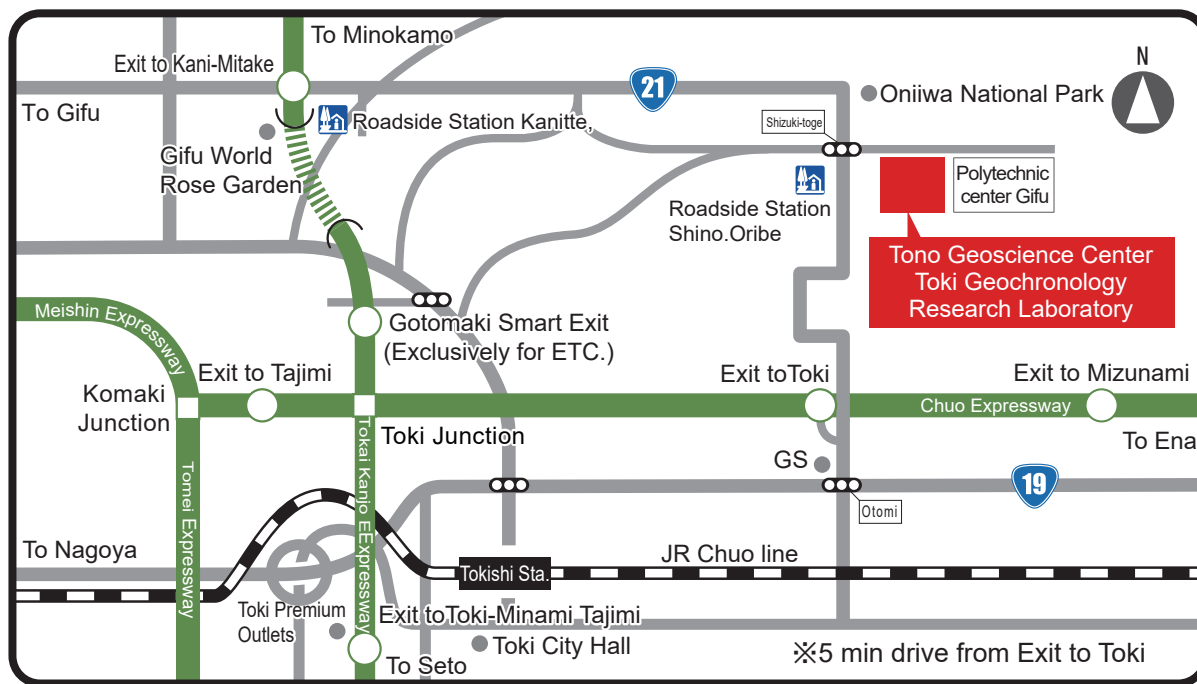 To Minokamo
N
Exit to Kani-Mitake
21
Oniiwa National Park
To Gifu
Roadside Station Kanitte,
Shizuki-toge
Gifu World
Rose Garden
Polytechnic
center Gifu
Roadside Station
Shino.Oribe
Tono Geoscience Center
Toki Geochronology
Research Laboratory
Meishin Expressway
Gotomaki Smart Exit
(Exclusively for ETC.)
Exit to Tajimi
Exit toToki
Exit to Mizunami
Komaki
Junction
Chuo Expressway
Toki Junction
To Ena
Tomei Expressway
Tokai Kanjo EExpressway
GS
19
Otomi
To Nagoya
JR Chuo line
Tokishi Sta.
Toki Premium
Outlets
Exit toToki-Minami Tajimi
Toki City Hall
To Seto
※5 min drive from Exit to Toki